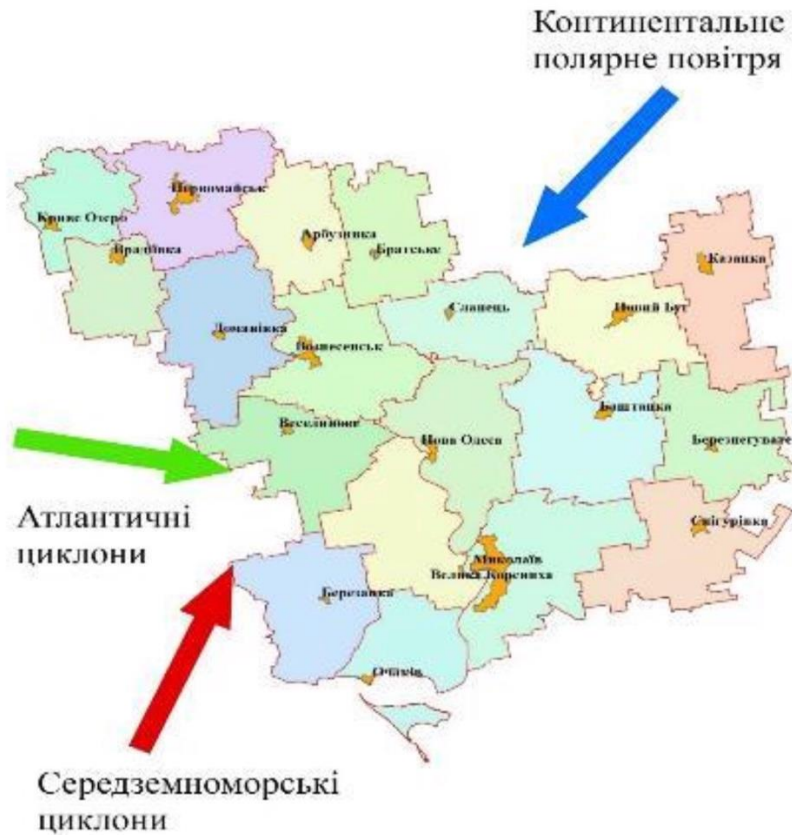 Континентальне
полярне повітря
Первомайськ
Криве Озеро
Врадіївка
Арбузинка
Братське
Казанка
Єланець
Новий Буг
Доманівка
Вознесенськ
Веселинове
Нова Одеса
Баштанка
Березнегувате
Атлантичні
циклони
Снігурівка
Миколаїв
Велика Корениха
Березанка
Очаків
Середземноморські
циклони